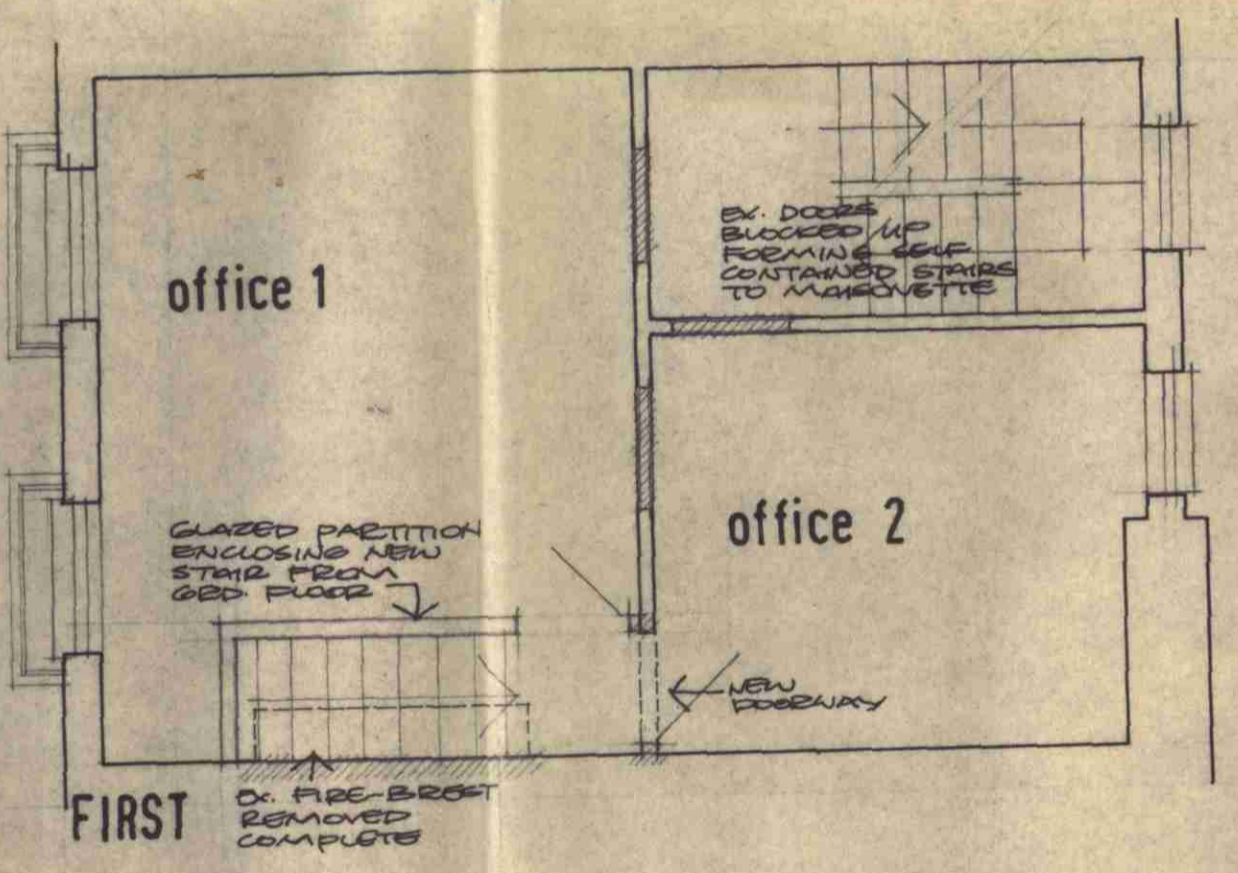 EX. DOORS
BLOCKED UP
FORMING SELF
CONTAINED STAIRS
TO MAISONETTE
office 1
office 2
GLAZED PARTITION
ENCLOSING NEW
STAIR FROM
GRD. FLOOR
NEW
DOORWAY
FIRST
EX. FIRE-BREST
REMOVED
COMPLETE